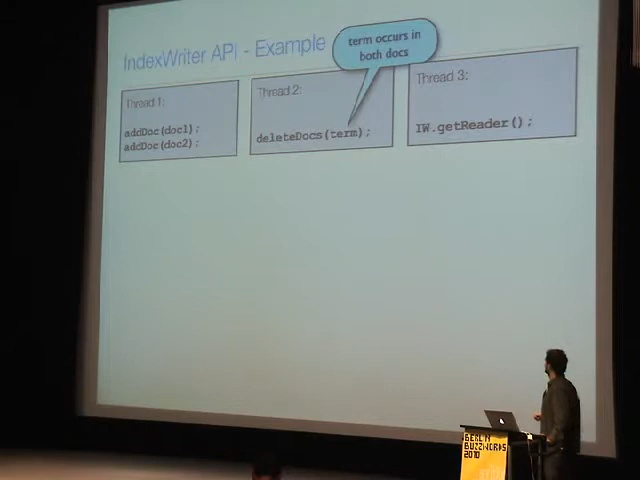 IndexWriter API - Example
term occurs in
both docs
Thread 1:
addDoc(doc1);
addDoc(doc2);
Thread 2:
deleteDocs(term);
Thread 3:
IW.getReader();
BERLIN
BUZZWORDS
2010